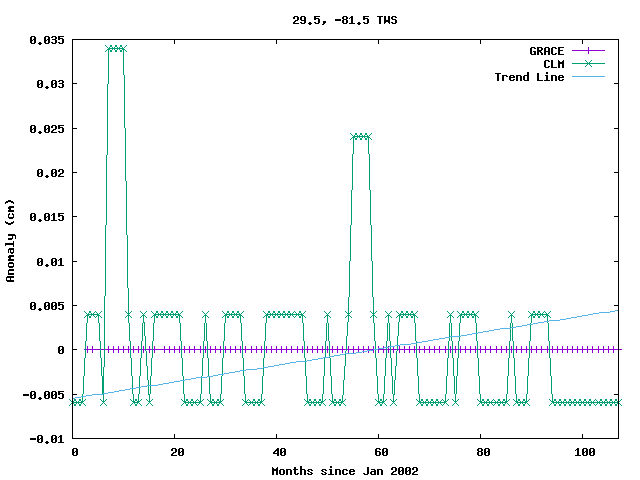 29.5, -81.5 TWS
GRACE
CLM
Trend Line
0.035
0.03
0.025
0.02
0.015
0.01
0.005
0
-0.005
-0.01
Anomaly (cm)
0 20 40 60 80 100
Months since Jan 2002